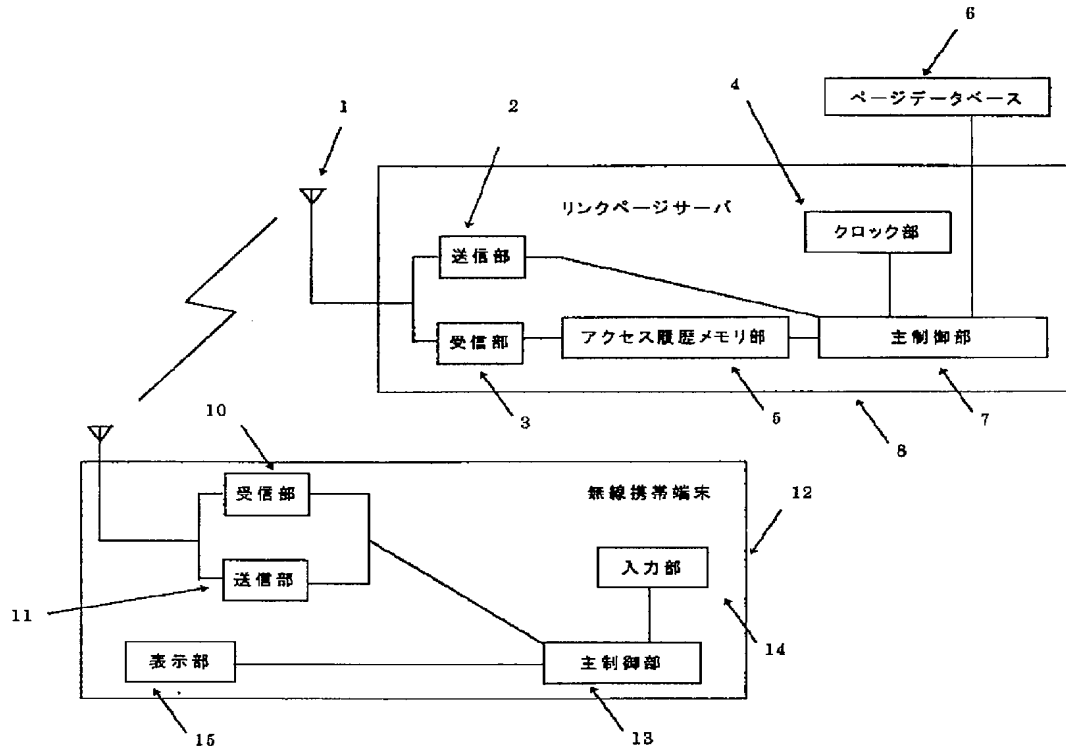 6
ページデータベース
4
1
2
リンクページサーバ
クロック部
送信部
受信部
アクセス履歴メモリ部
主制御部
3
5
7
8
10
受信部
無線携帯端末
12
送信部
入力部
11
14
表示部
主制御部
15
13